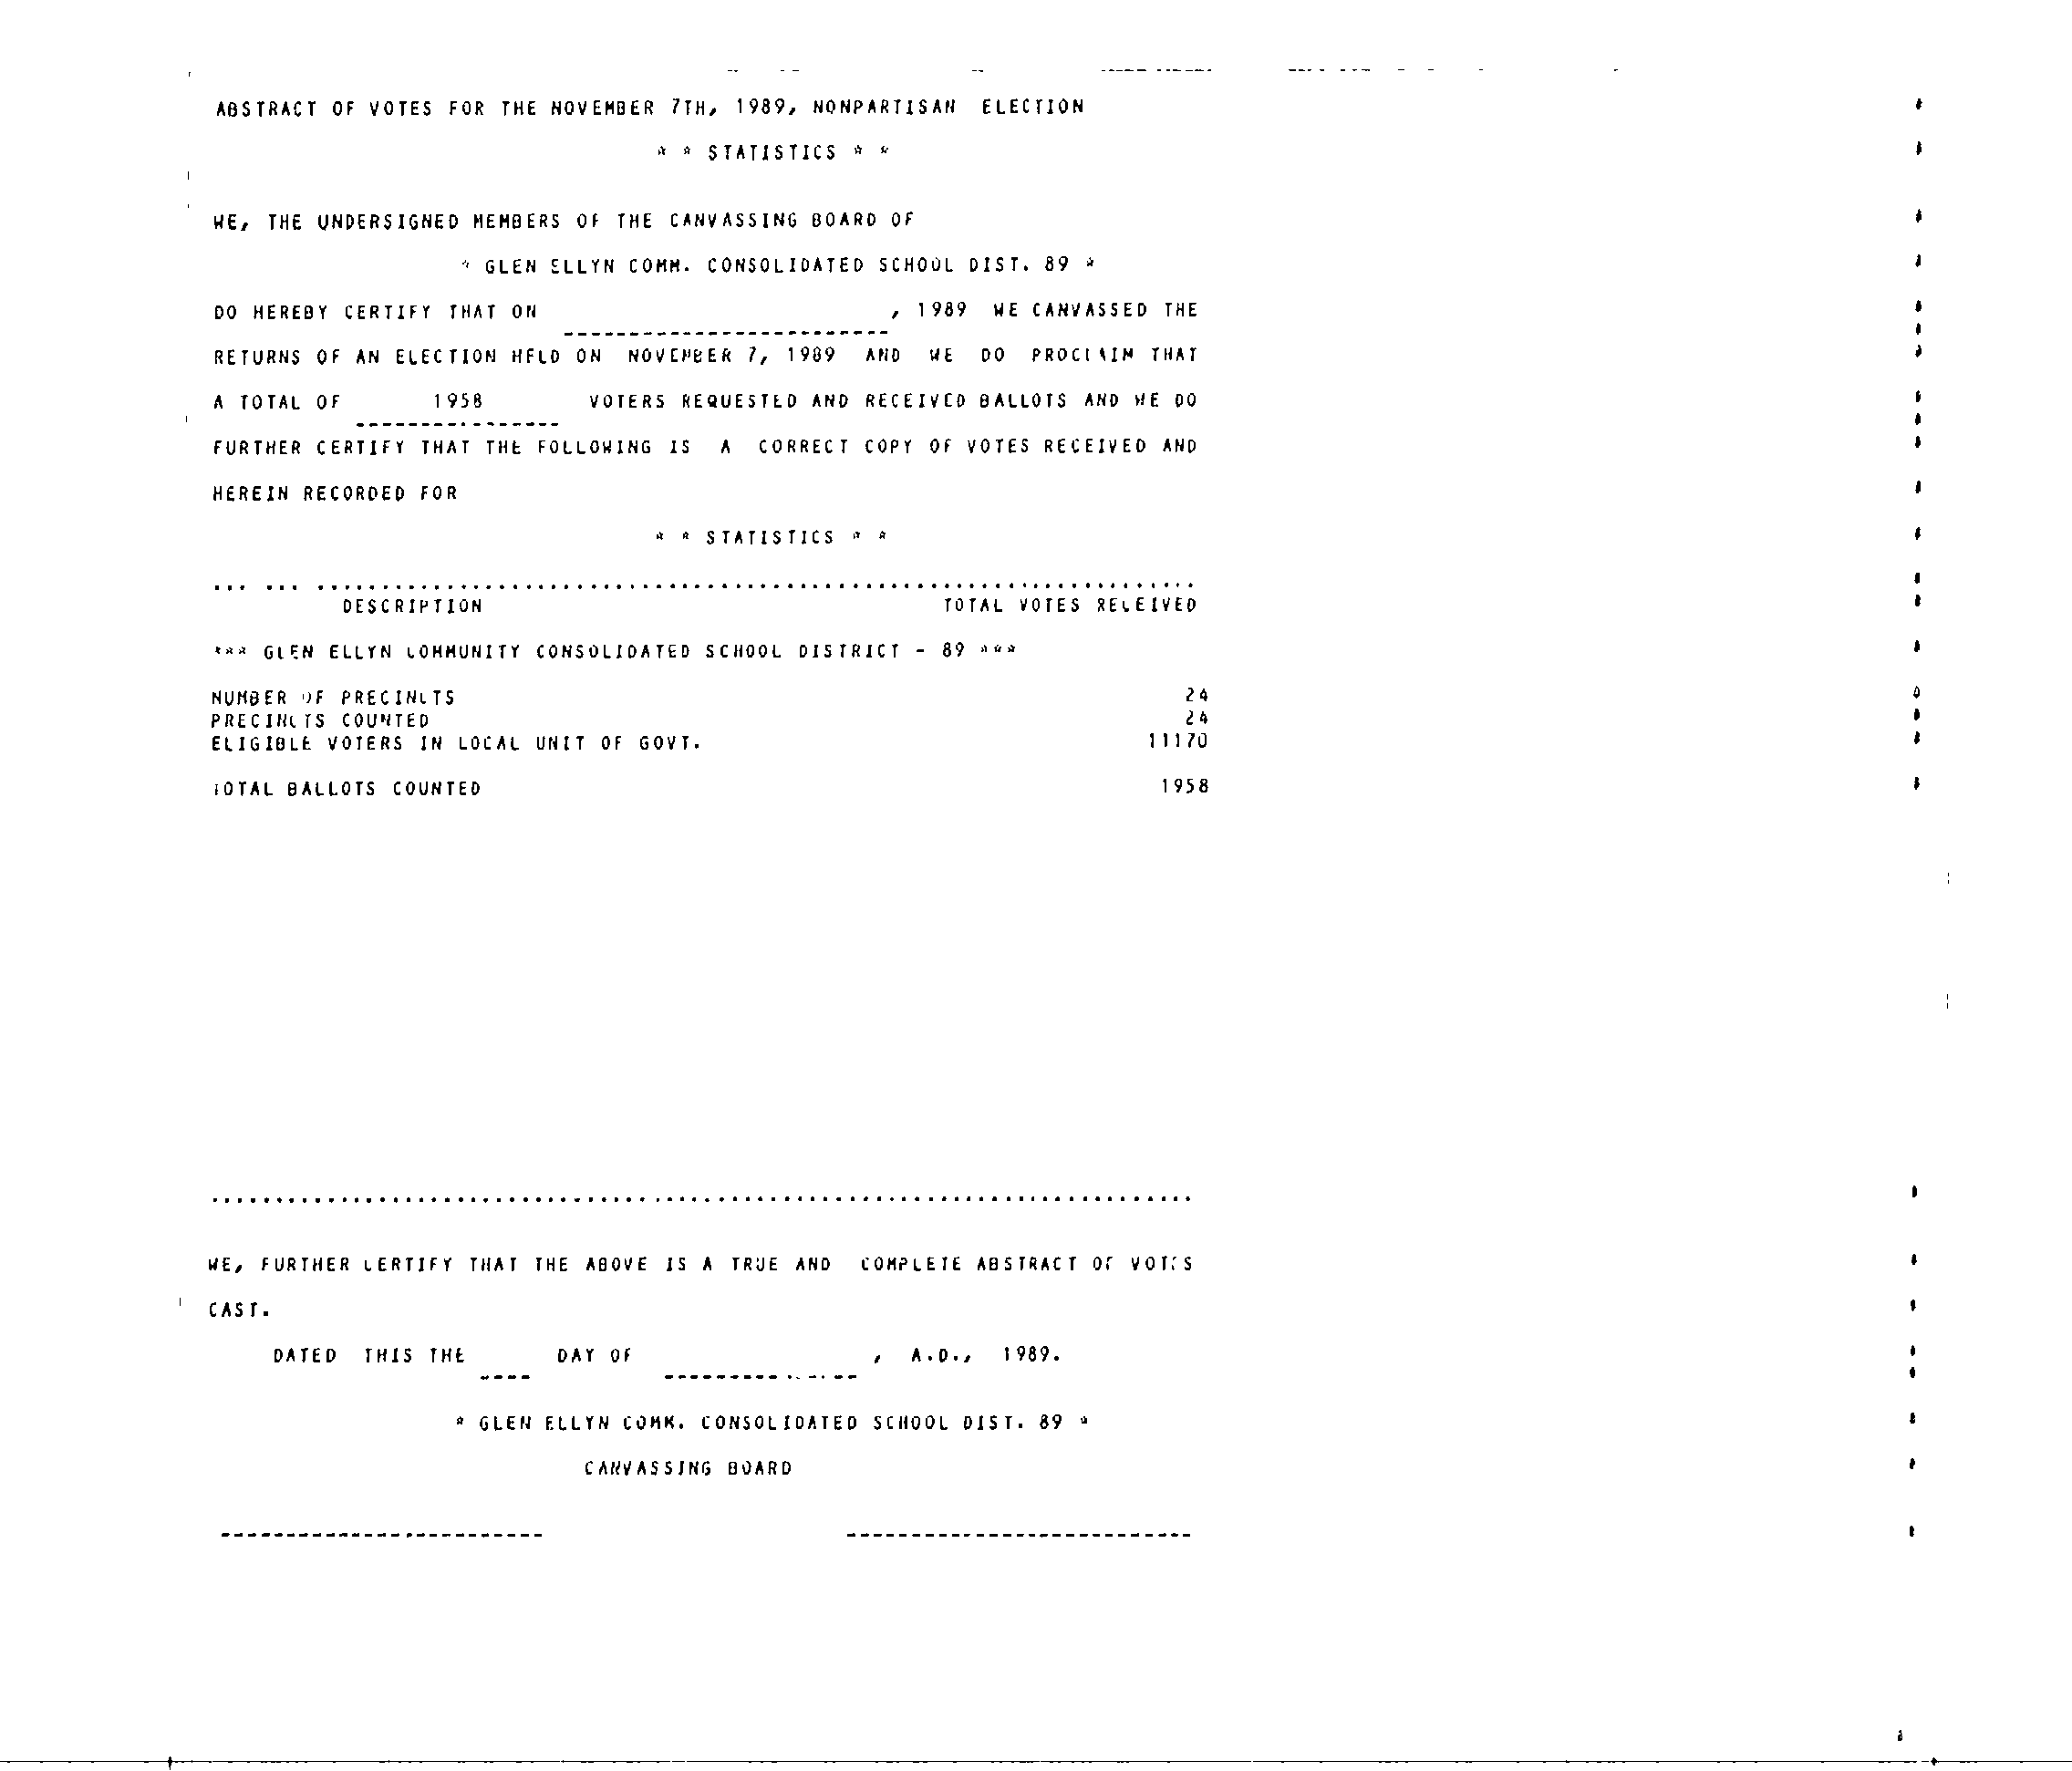 ABSTRACT OF VOTES FOR THE NOVEMBER 7TH, 1989, NONPARTISAN ELECTION
* * STATISTICS * *
WE, THE UNDERSIGNED MEMBERS OF THE CANVASSING BOARD OF
* GLEN ELLYN COMM. CONSOLIDATED SCHOOL DIST. 89 *
DO HEREBY CERTIFY THAT ON , 1989 WE CANVASSED THE
RETURNS OF AN ELECTION HELD ON NOVEMBER 7, 1989 AND WE DO PROCLAIM THAT
A TOTAL OF 1958 VOTERS REQUESTED AND RECEIVED BALLOTS AND WE DO
FURTHER CERTIFY THAT THE FOLLOWING IS A CORRECT COPY OF VOTES RECEIVED AND
HEREIN RECORDED FOR
* * STATISTICS * *
DESCRIPTION TOTAL VOTES RECEIVED
*** GLEN ELLYN COMMUNITY CONSOLIDATED SCHOOL DISTRICT - 89 ***
NUMBER OF PRECINCTS 24
PRECINCTS COUNTED 24
ELIGIBLE VOTERS IN LOCAL UNIT OF GOVT. 11170
TOTAL BALLOTS COUNTED 1958
WE, FURTHER CERTIFY THAT THE ABOVE IS A TRUE AND COMPLETE ABSTRACT OF VOTES
CAST.
DATED THIS THE DAY OF , A.D., 1989.
* GLEN ELLYN COMM. CONSOLIDATED SCHOOL DIST. 89 *
CANVASSING BOARD